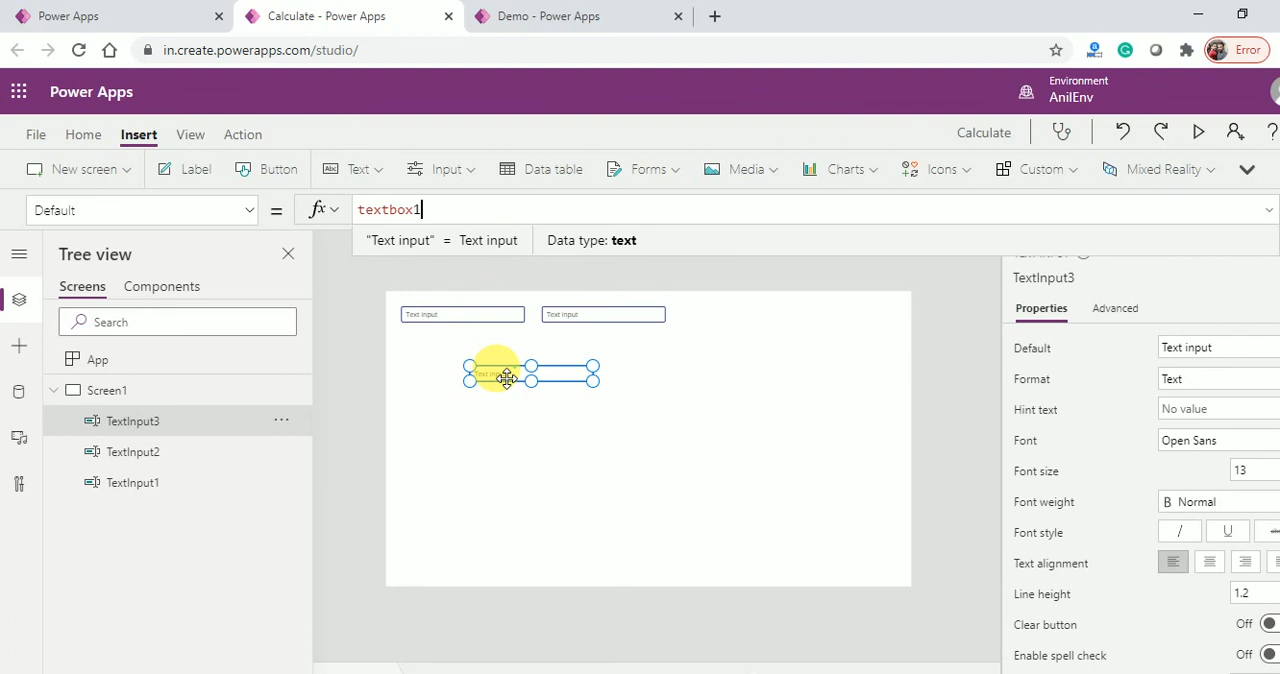 Power Apps
Calculate - Power Apps
Demo - Power Apps
in.create.powerapps.com/studio/
Error
Power Apps
Environment
AnilEnv
File Home Insert View Action
Calculate
New screen Label Button Text Input Data table Forms Media Charts Icons Custom Mixed Reality
Default = fx textbox1
"Text input" = Text input Data type: text
Tree view
Screens Components
Search
App
Screen1
TextInput3
TextInput2
TextInput1
Text input
Text input
TextInput3
Properties Advanced
Default Text input
Format Text
Hint text No value
Font Open Sans
Font size 13
Font weight B Normal
Font style / U
Text alignment
Line height 1.2
Clear button Off
Enable spell check Off